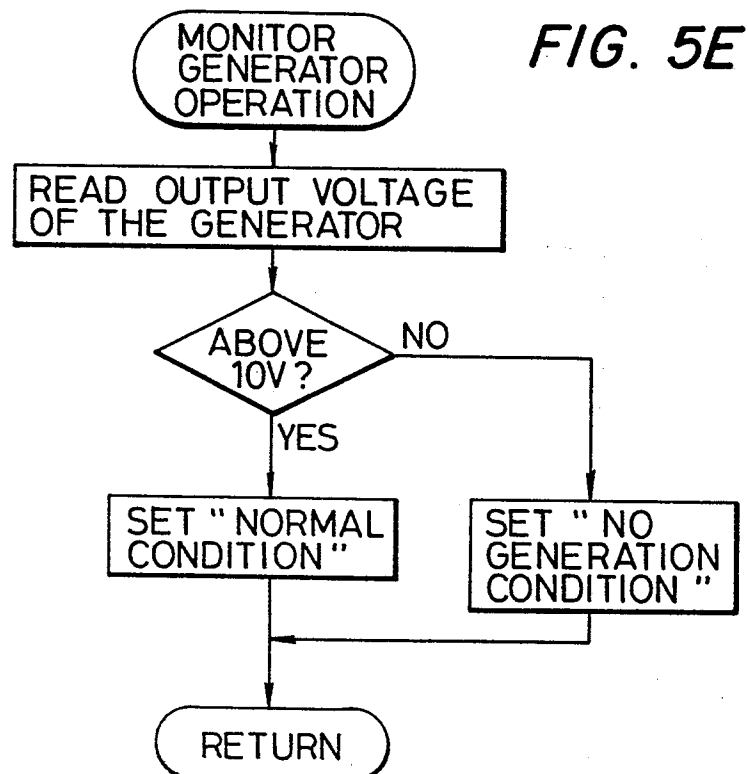 FIG. 5E
MONITOR
GENERATOR
OPERATION
READ OUTPUT VOLTAGE
OF THE GENERATOR
ABOVE
10V?
NO
YES
SET "NORMAL
CONDITION"
SET "NO
GENERATION
CONDITION"
RETURN